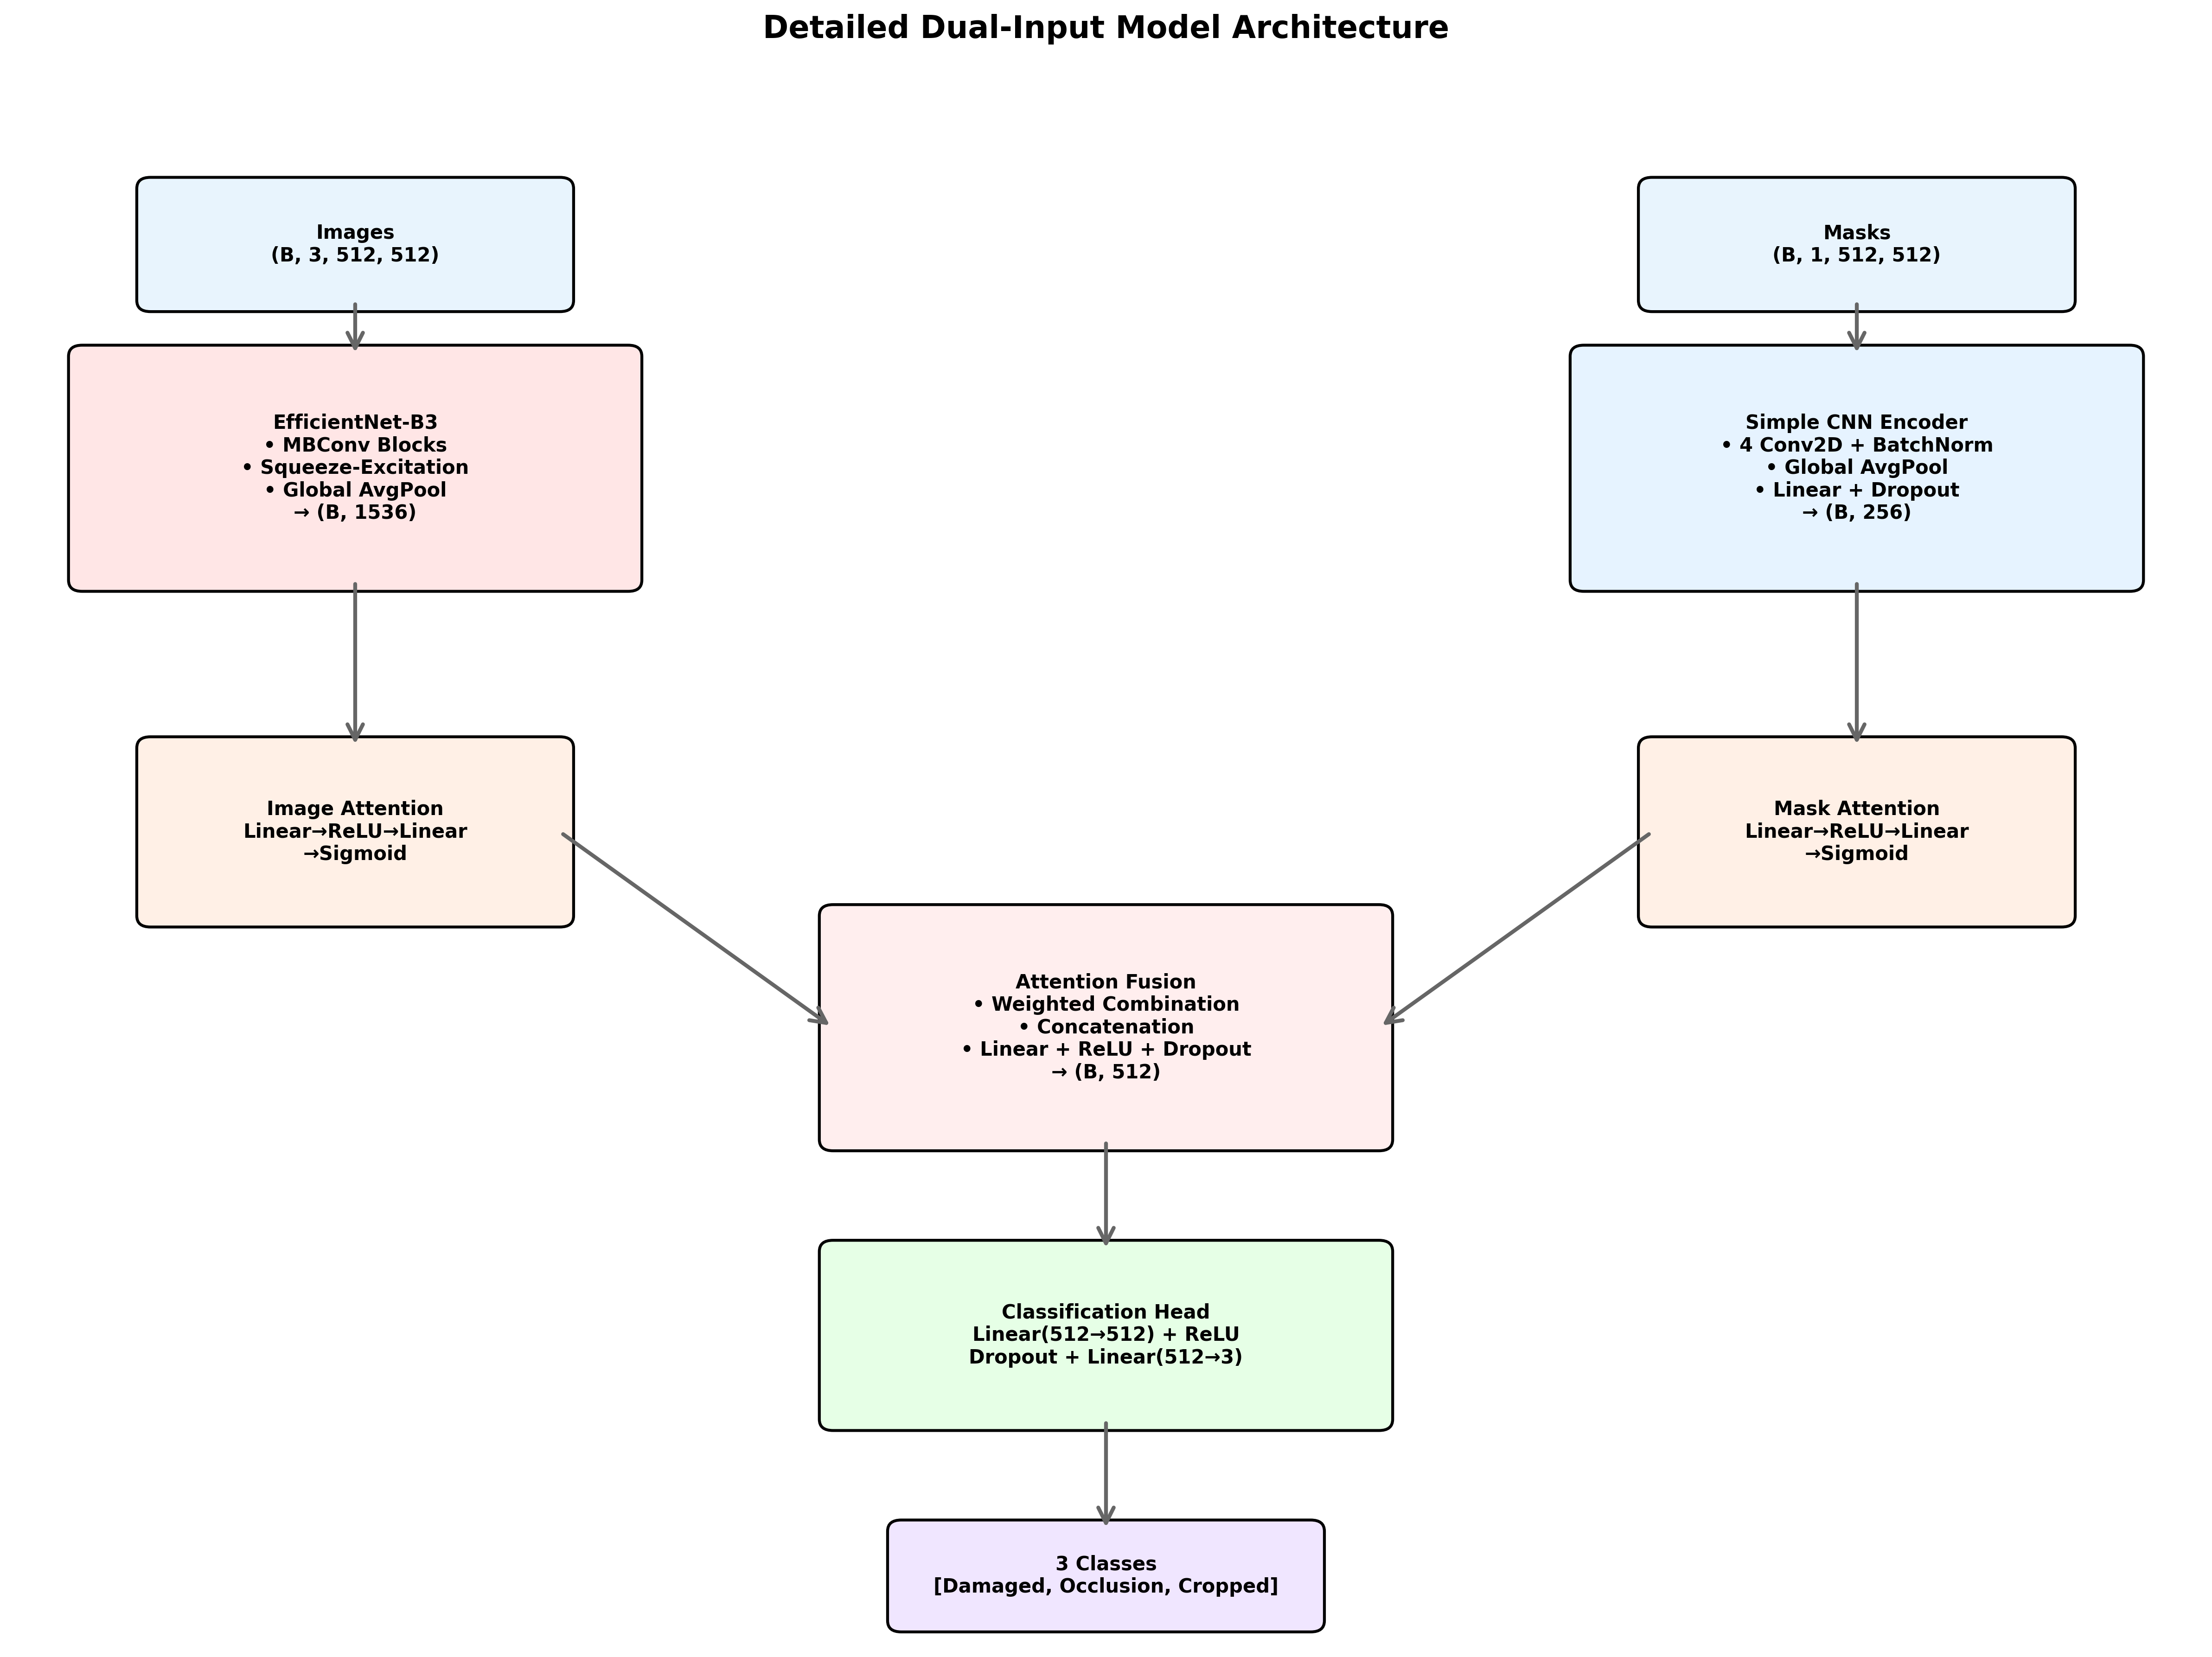 Detailed Dual-Input Model Architecture
Images
(B, 3, 512, 512)
Masks
(B, 1, 512, 512)
EfficientNet-B3
• MBConv Blocks
• Squeeze-Excitation
• Global AvgPool
→ (B, 1536)
Simple CNN Encoder
• 4 Conv2D + BatchNorm
• Global AvgPool
• Linear + Dropout
→ (B, 256)
Image Attention
Linear→ReLU→Linear
→Sigmoid
Mask Attention
Linear→ReLU→Linear
→Sigmoid
Attention Fusion
• Weighted Combination
• Concatenation
• Linear + ReLU + Dropout
→ (B, 512)
Classification Head
Linear(512→512) + ReLU
Dropout + Linear(512→3)
3 Classes
[Damaged, Occlusion, Cropped]